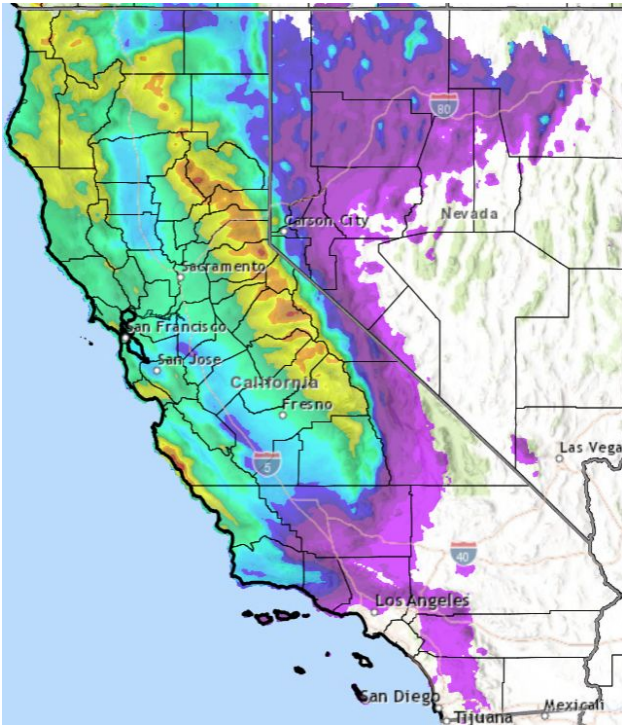 80
Nevada
Carson City
Sacramento
San Francisco
San Jose
California
Fresno
5
Las Vega
40
Los Angeles
San Diego
Tijuana
Mexicali